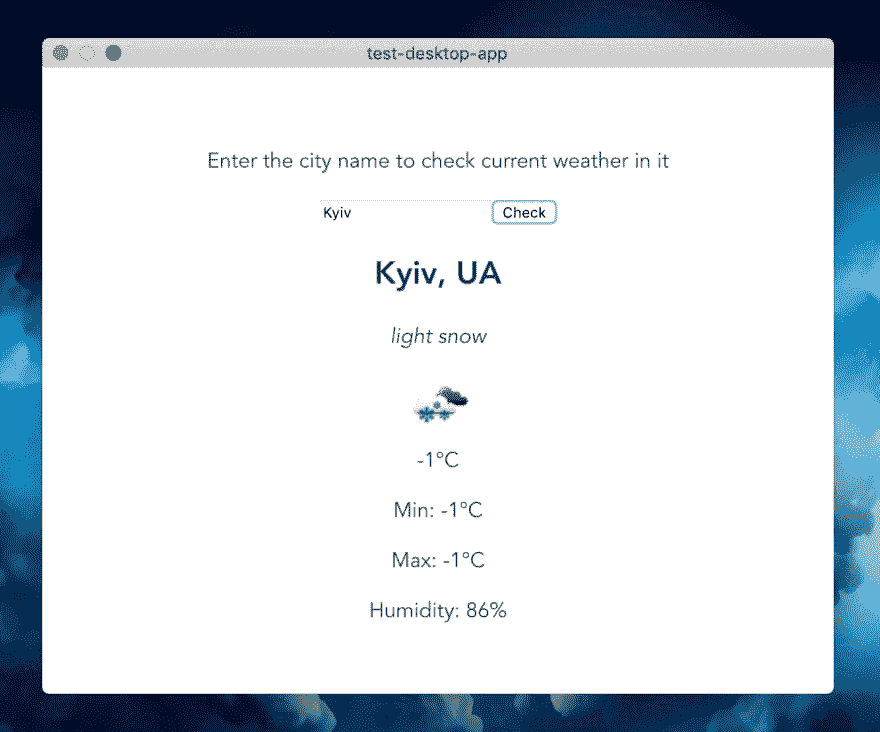 test-desktop-app
Enter the city name to check current weather in it
Kyiv Check
Kyiv, UA
light snow
-1°C
Min: -1°C
Max: -1°C
Humidity: 86%